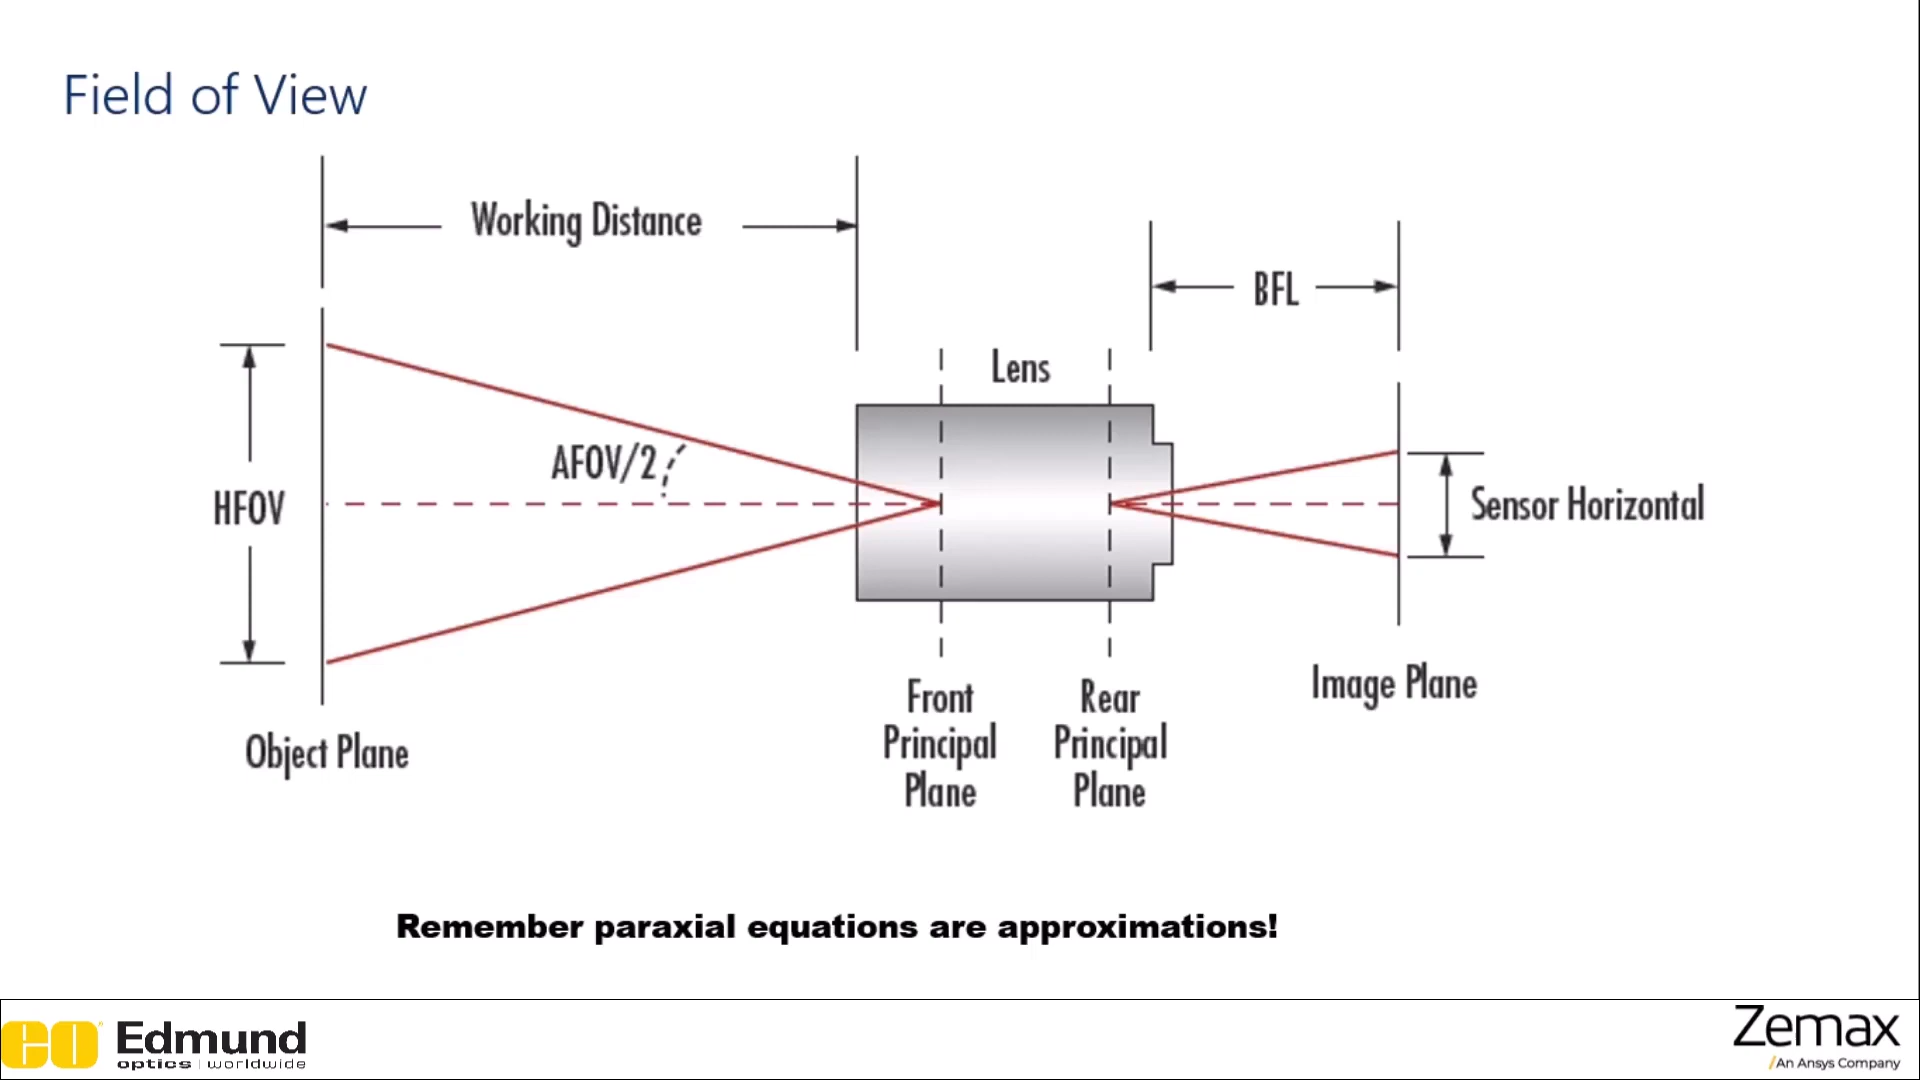 Field of View
Working Distance
BFL
Lens
AFOV/2
HFOV
Sensor Horizontal
Front
Principal
Plane
Rear
Principal
Plane
Image Plane
Object Plane
Remember paraxial equations are approximations!
EO Edmund
optics | worldwide
Zemax
An Ansys Company